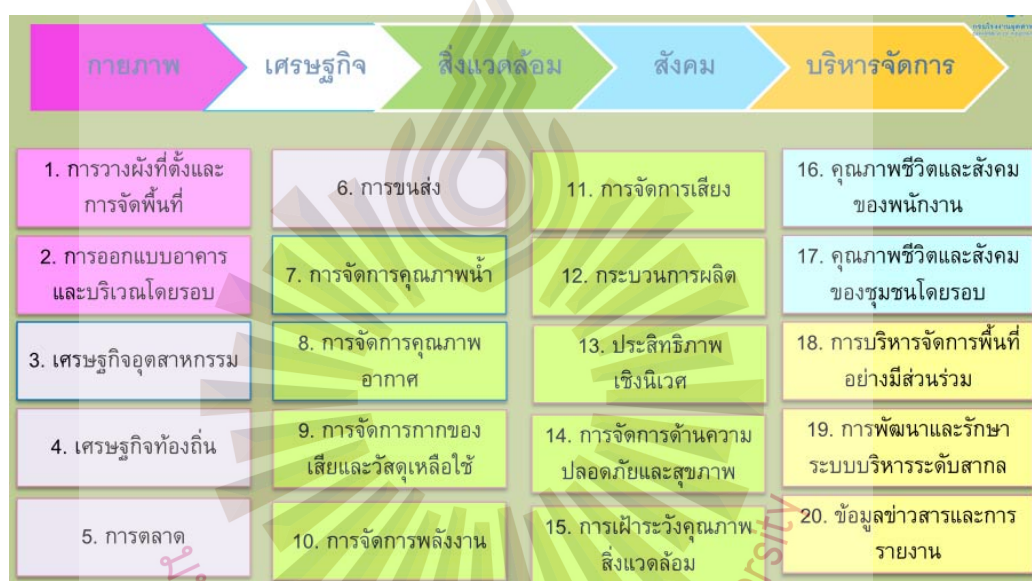 กายภาพ
เศรษฐกิจ
สิ่งแวดล้อม
สังคม
บริหารจัดการ
1. การวางผังที่ตั้งและ
การจัดพื้นที่
2. การออกแบบอาคาร
และบริเวณโดยรอบ
3. เศรษฐกิจอุตสาหกรรม
4. เศรษฐกิจท้องถิ่น
5. การตลาด
6. การขนส่ง
7. การจัดการคุณภาพน้ำ
8. การจัดการคุณภาพ
อากาศ
9. การจัดการกากของ
เสียและวัสดุเหลือใช้
10. การจัดการพลังงาน
11. การจัดการเสียง
12. กระบวนการผลิต
13. ประสิทธิภาพ
เชิงนิเวศ
14. การจัดการด้านความ
ปลอดภัยและสุขภาพ
15. การเฝ้าระวังคุณภาพ
สิ่งแวดล้อม
16. คุณภาพชีวิตและสังคม
ของพนักงาน
17. คุณภาพชีวิตและสังคม
ของชุมชนโดยรอบ
18. การบริหารจัดการพื้นที่
อย่างมีส่วนร่วม
19. การพัฒนาและรักษา
ระบบบริหารระดับสากล
20. ข้อมูลข่าวสารและการ
รายงาน